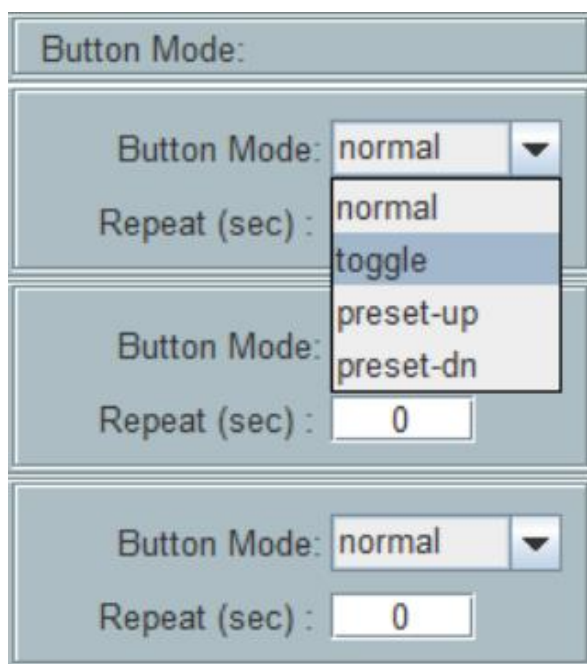 Button Mode:
Button Mode: normal
Repeat (sec) :
normal
toggle
preset-up
preset-dn
Button Mode:
Repeat (sec) : 0
Button Mode: normal
Repeat (sec) : 0